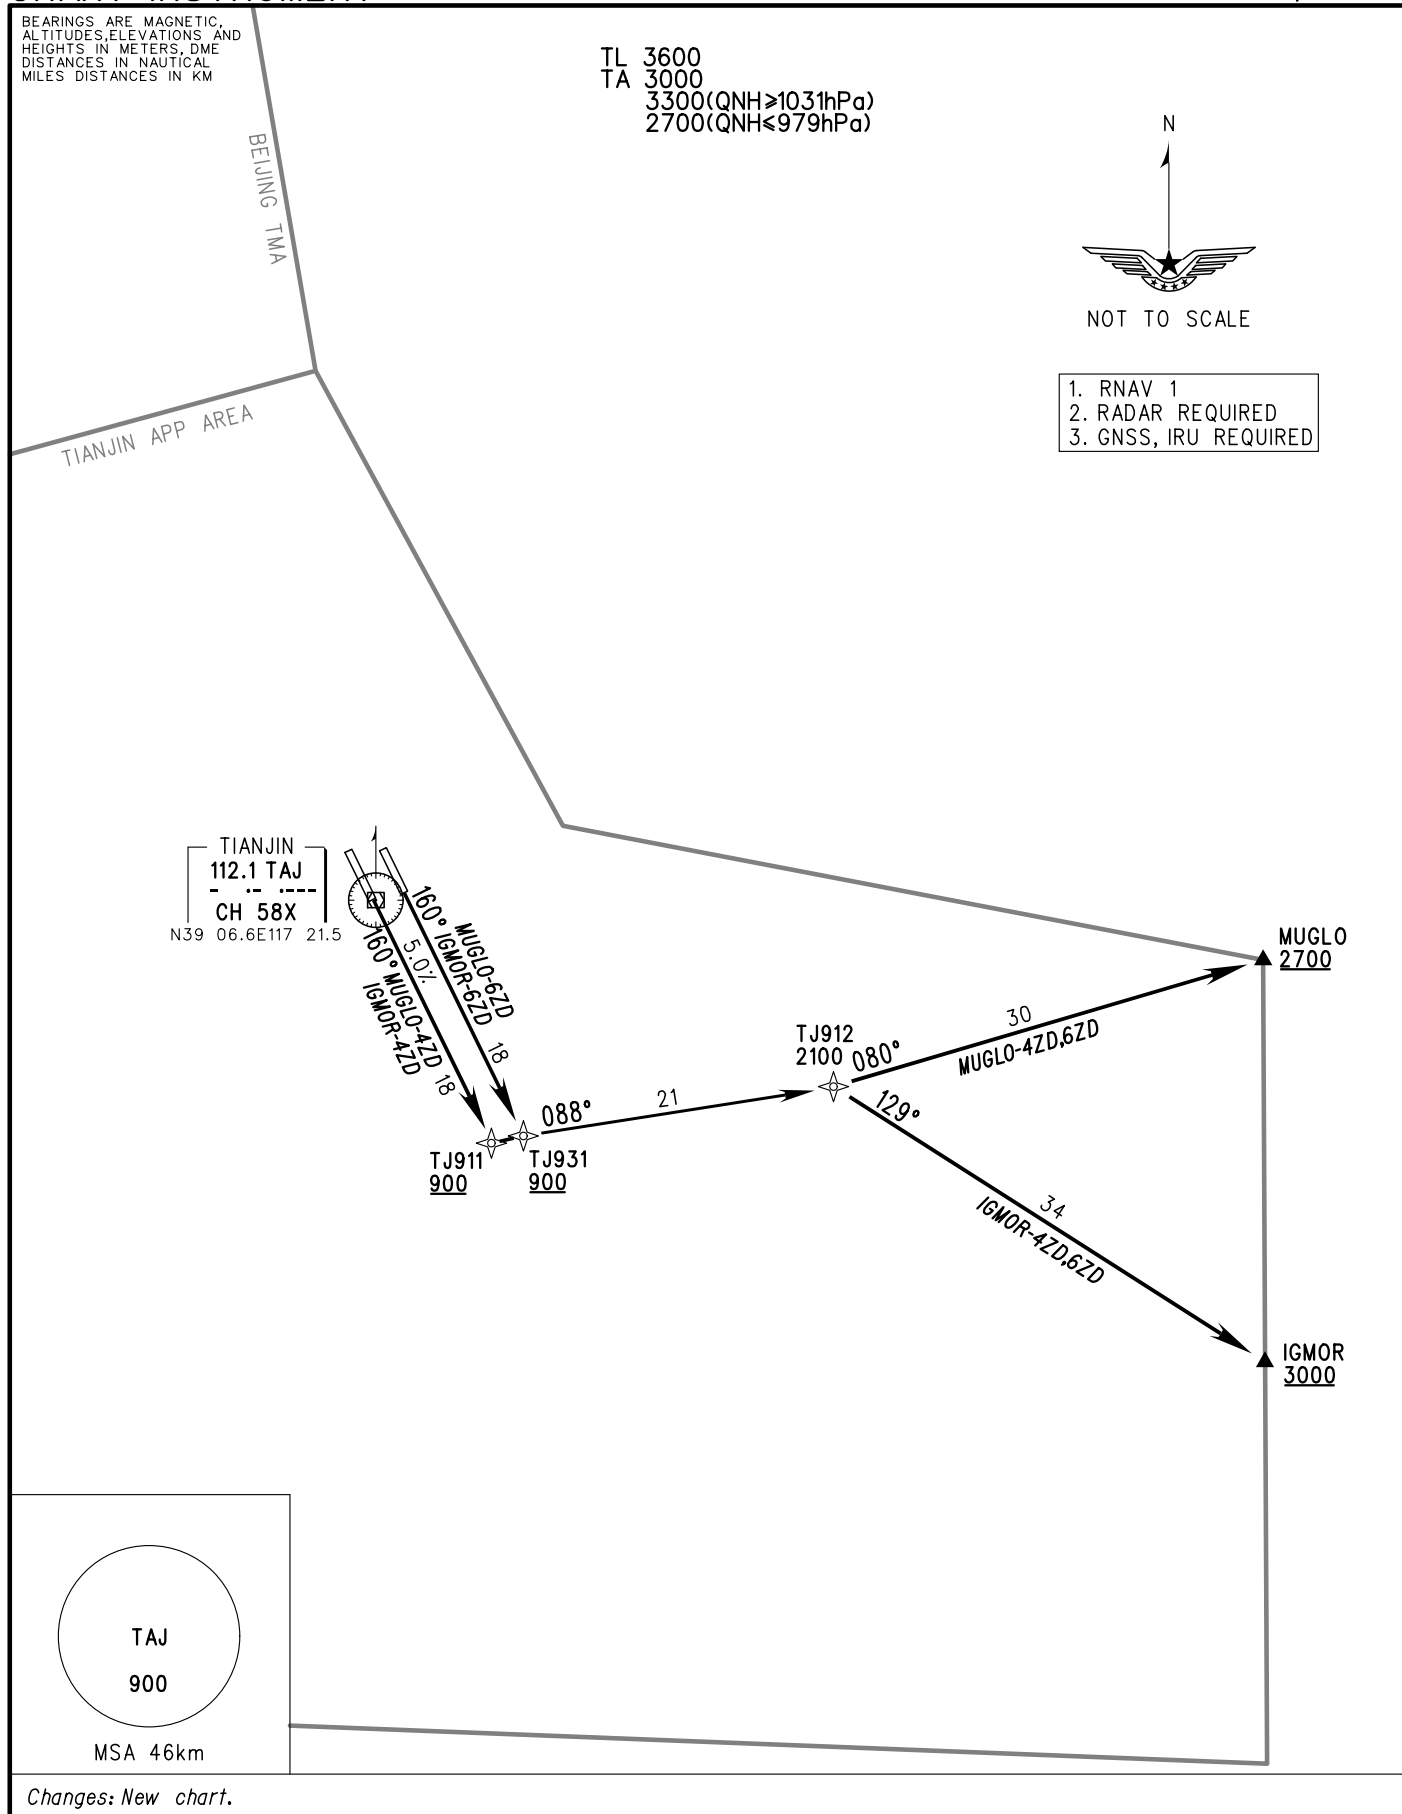 BEARINGS ARE MAGNETIC,
ALTITUDES,ELEVATIONS AND
HEIGHTS IN METERS, DME
DISTANCES IN NAUTICAL
MILES DISTANCES IN KM
TL 3600
TA 3000
3300(QNH≥1031hPa)
2700(QNH≤979hPa)
BEIJING TMA
N
NOT TO SCALE
1. RNAV 1
2. RADAR REQUIRED
3. GNSS, IRU REQUIRED
TIANJIN APP AREA
TIANJIN
112.1 TAJ
- ·- ·---
CH 58X
N39 06.6E117 21.5
160° MUGLO-6ZD
IGMOR-6ZD
18
5.0%
160° MUGLO-4ZD
IGMOR-4ZD
18
MUGLO
2700
30
MUGLO-4ZD,6ZD
TJ912
2100
080°
129°
21
088°
TJ911
900
TJ931
900
34
IGMOR-4ZD,6ZD
IGMOR
3000
TAJ
900
MSA 46km
Changes: New chart.